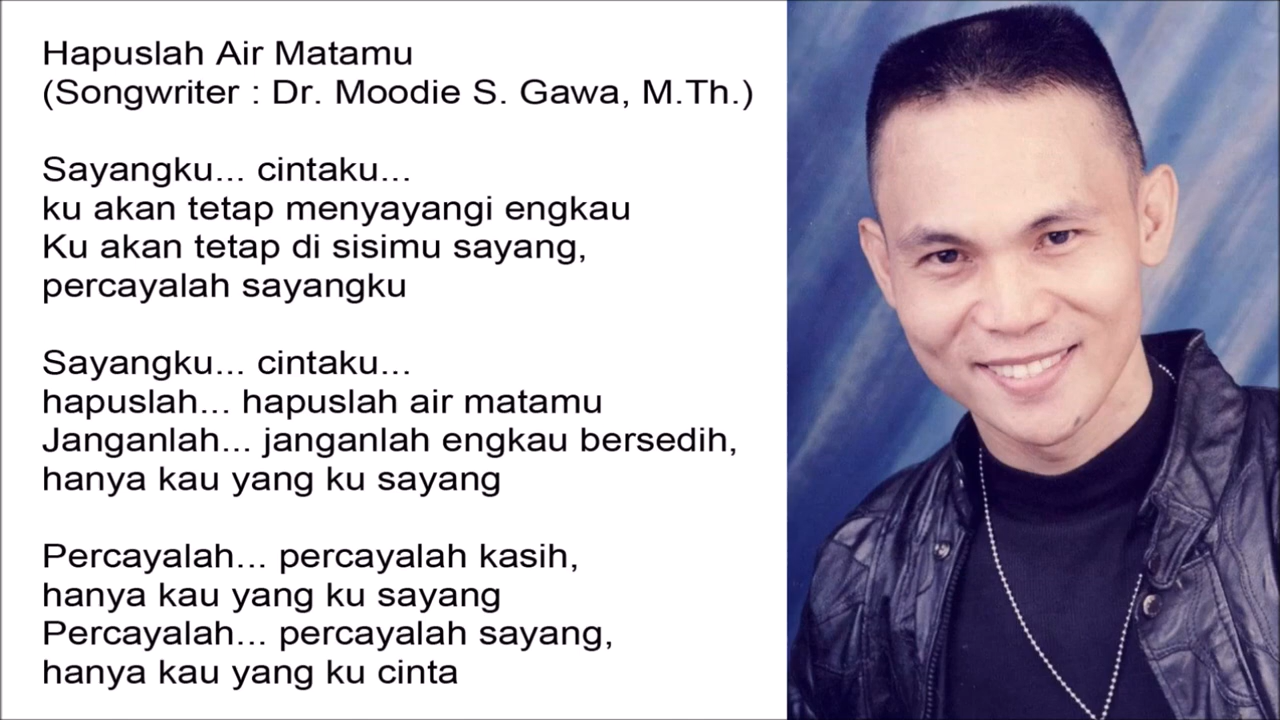 Hapuslah Air Matamu
(Songwriter : Dr. Moodie S. Gawa, M.Th.)
Sayangku... cintaku...
ku akan tetap menyayangi engkau
Ku akan tetap di sisimu sayang,
percayalah sayangku
Sayangku... cintaku...
hapuslah... hapuslah air matamu
Janganlah... janganlah engkau bersedih,
hanya kau yang ku sayang
Percayalah... percayalah kasih,
hanya kau yang ku sayang
Percayalah... percayalah sayang,
hanya kau yang ku cinta